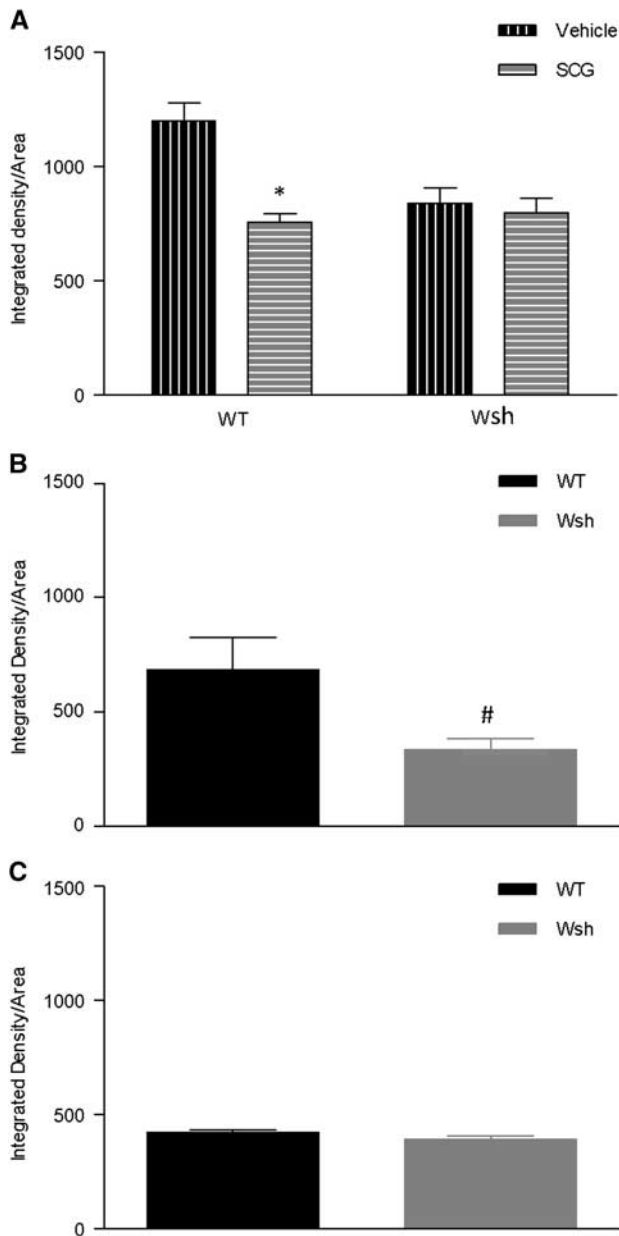 A
Vehicle
SCG
1500
1000
500
0
Integrated density/Area
*
WT
Wsh
B
WT
Wsh
1500
1000
500
0
Integrated Density/Area
#
C
WT
Wsh
1500
1000
500
0
Integrated Density/Area